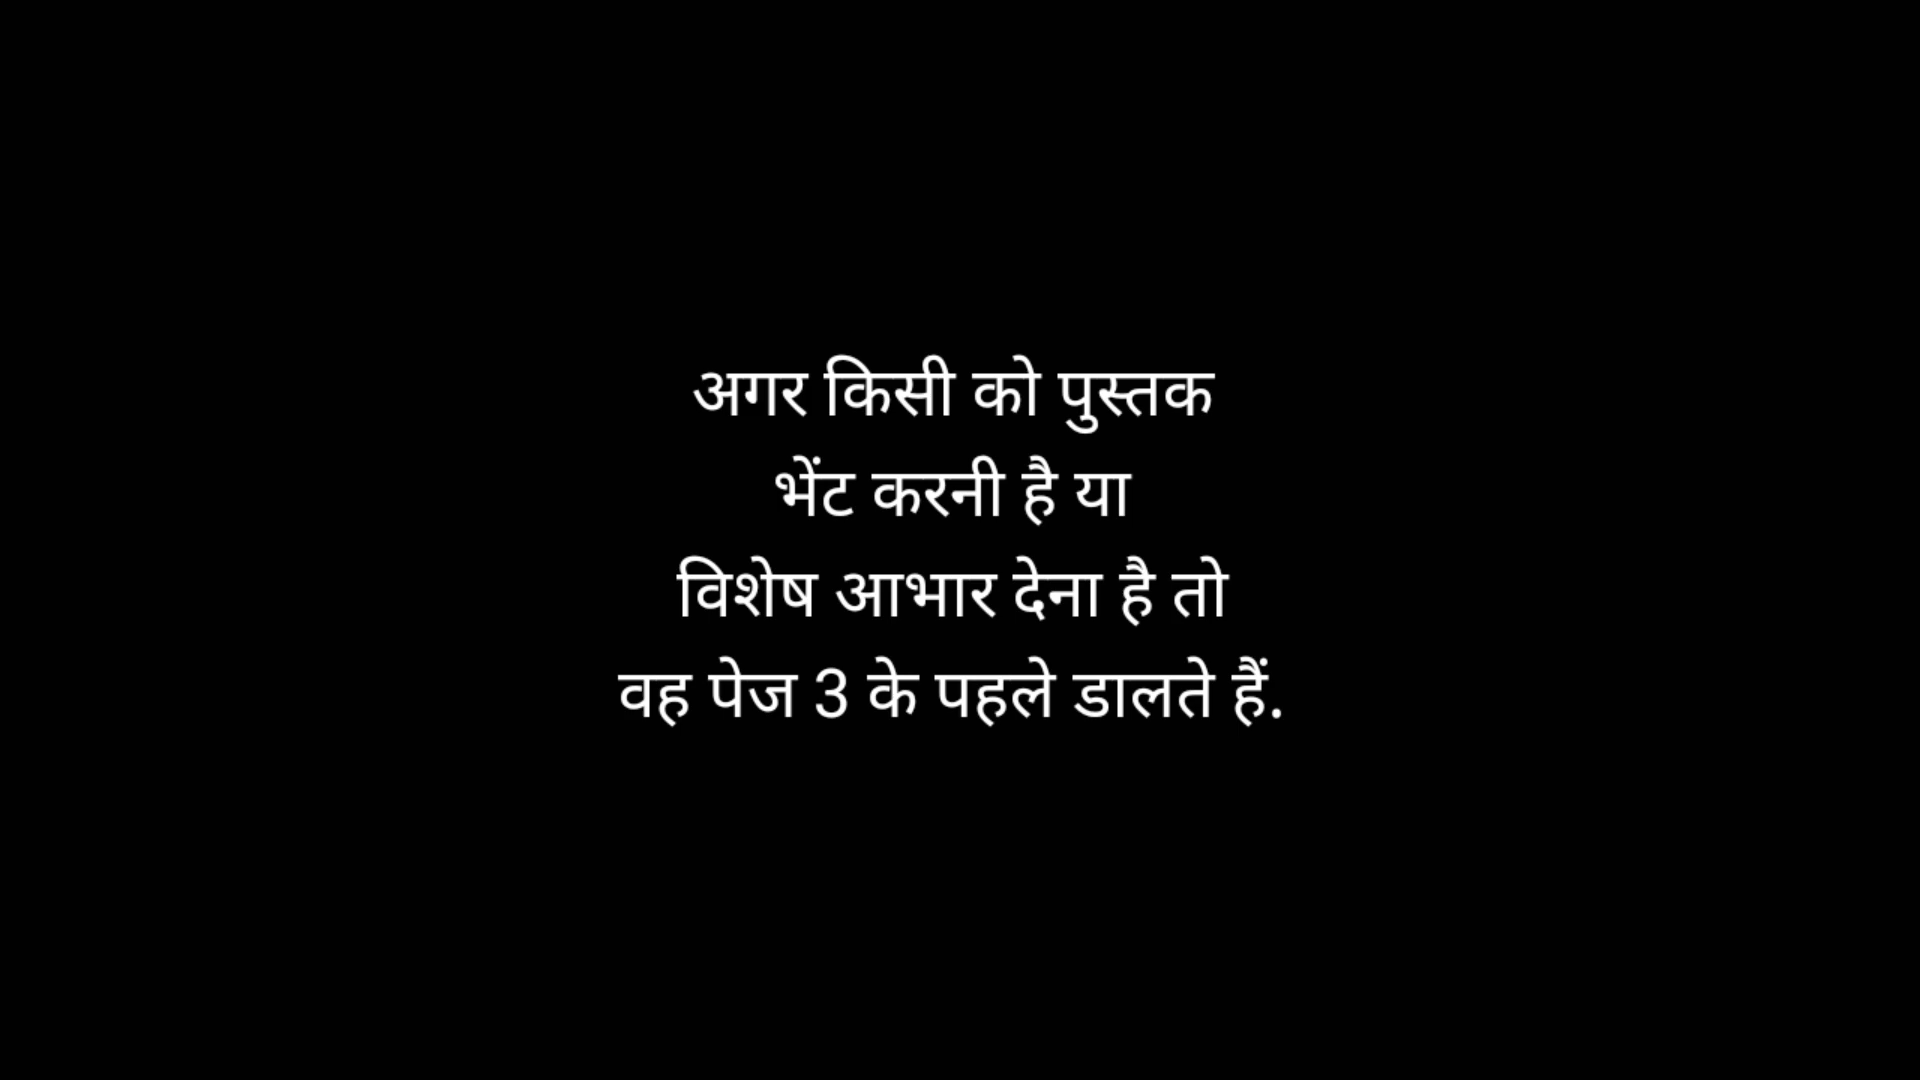 अगर किसी को पुस्तक
भेंट करनी है या
विशेष आभार देना है तो
वह पेज 3 के पहले डालते हैं.